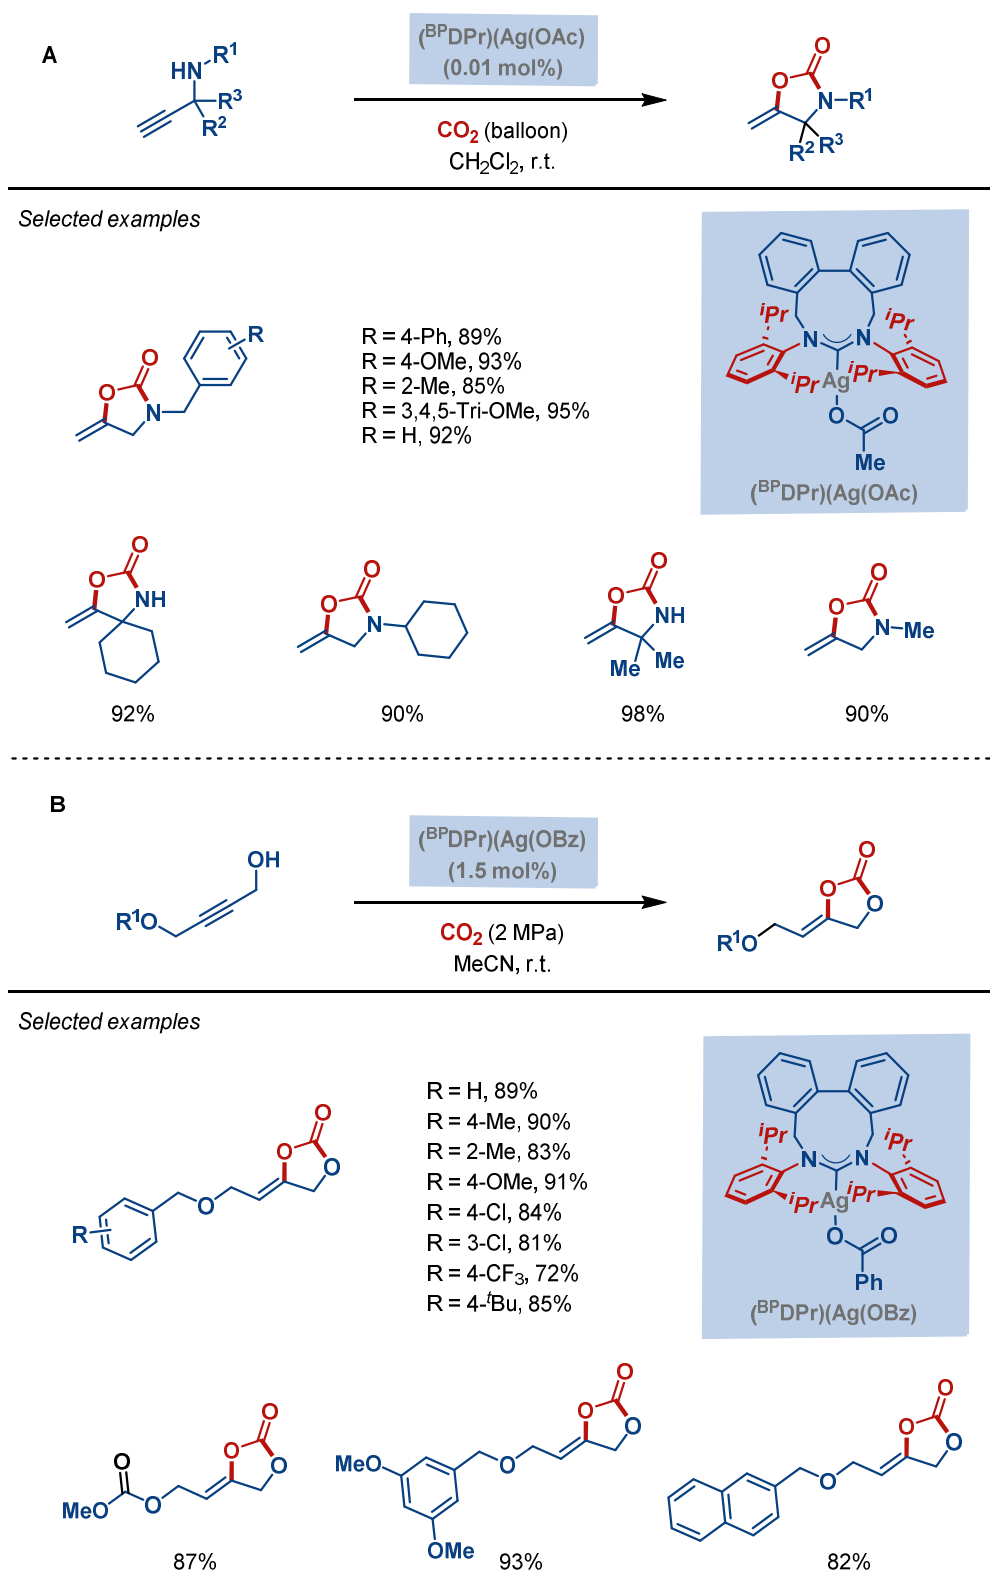 A
HN R¹
R³
R²
(ᴮᴾDPr)(Ag(OAc)
(0.01 mol%)
CO₂ (balloon)
CH₂Cl₂, r.t.
O
O
N-R¹
R² R³
Selected examples
R
O
O
N
R = 4-Ph, 89%
R = 4-OMe, 93%
R = 2-Me, 85%
R = 3,4,5-Tri-OMe, 95%
R = H, 92%
ⁱPr ⁱPr
N N
ⁱPr Ag ⁱPr
O O
Me
(ᴮᴾDPr)(Ag(OAc)
O
O
NH
92%
O
O
N
90%
O
O
NH
Me Me
98%
O
O
N-Me
90%
B
OH
R¹O
(ᴮᴾDPr)(Ag(OBz)
(1.5 mol%)
CO₂ (2 MPa)
MeCN, r.t.
O
O
O
R¹O
Selected examples
O
O
O
O
R
R = H, 89%
R = 4-Me, 90%
R = 2-Me, 83%
R = 4-OMe, 91%
R = 4-Cl, 84%
R = 3-Cl, 81%
R = 4-CF₃, 72%
R = 4-ᵗBu, 85%
ⁱPr ⁱPr
N N
ⁱPr Ag ⁱPr
O O
Ph
(ᴮᴾDPr)(Ag(OBz)
O
O
O
O
MeO O
87%
O
O
O
MeO O
OMe
93%
O
O
O
O
82%